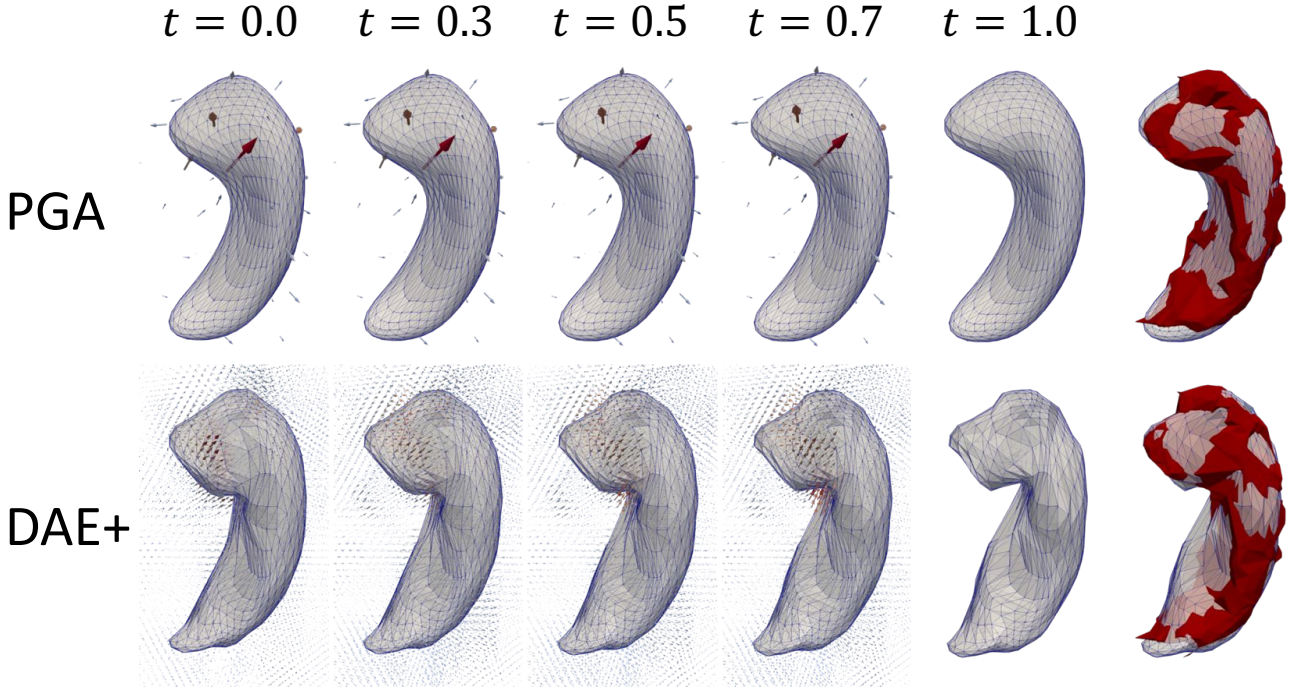 t = 0.0 t = 0.3 t = 0.5 t = 0.7 t = 1.0
PGA
DAE+